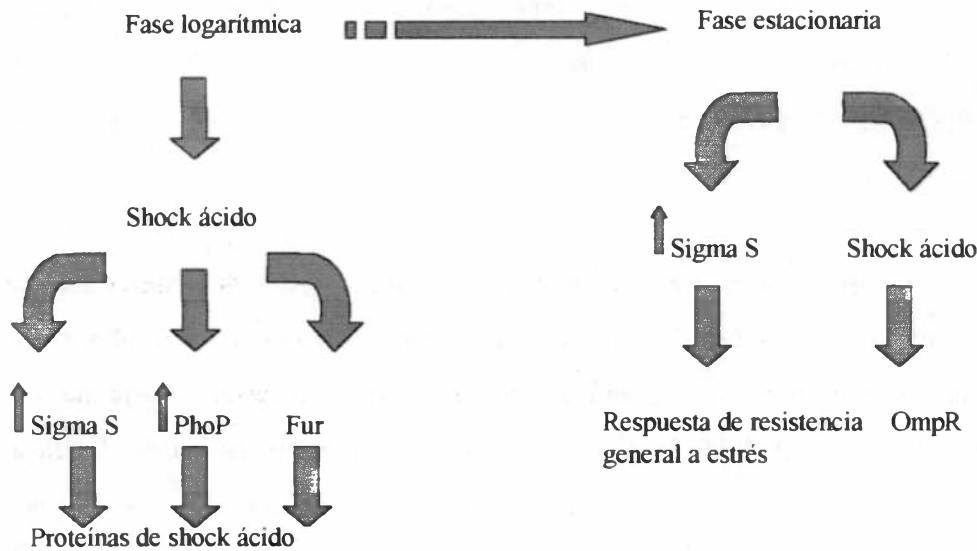 Fase logarítmica
Fase estacionaria
Shock ácido
Sigma S
Shock ácido
Sigma S
PhoP
Fur
Respuesta de resistencia
general a estrés
OmpR
Proteínas de shock ácido